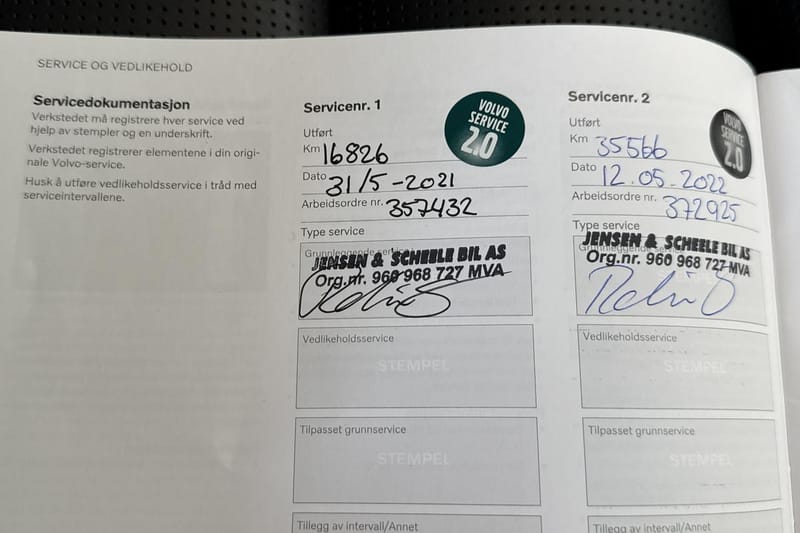 SERVICE OG VEDLIKEHOLD
Servicedokumentasjon
Verkstedet må registrere hver service ved
hjelp av stempler og en underskrift.
Verkstedet registrerer elementene i din origi-
nale Volvo-service.
Husk å utføre vedlikeholdsservice i tråd med
serviceintervallene.
Servicenr. 1
VOLVO
SERVICE
2.0
Utført
Km 16826
Dato 31/5-2021
Arbeidsordre nr. 357432
Type service
Grunnleggende service
JENSEN & SCHEELE BIL AS
Org.nr. 960 968 727 MVA
Vedlikeholdsservice
STEMPEL
Tilpasset grunnservice
STEMPEL
Tillegg av intervall/Annet
Servicenr. 2
VOLVO
SERVICE
2.0
Utført
Km 35566
Dato 12.05.2022
Arbeidsordre nr. 372925
Type service
Grunnleggende service
JENSEN & SCHEELE BIL AS
Org.nr. 960 968 727 MVA
Vedlikeholdsservice
STEMPEL
Tilpasset grunnservice
STEMPEL
Tillegg av intervall/Annet